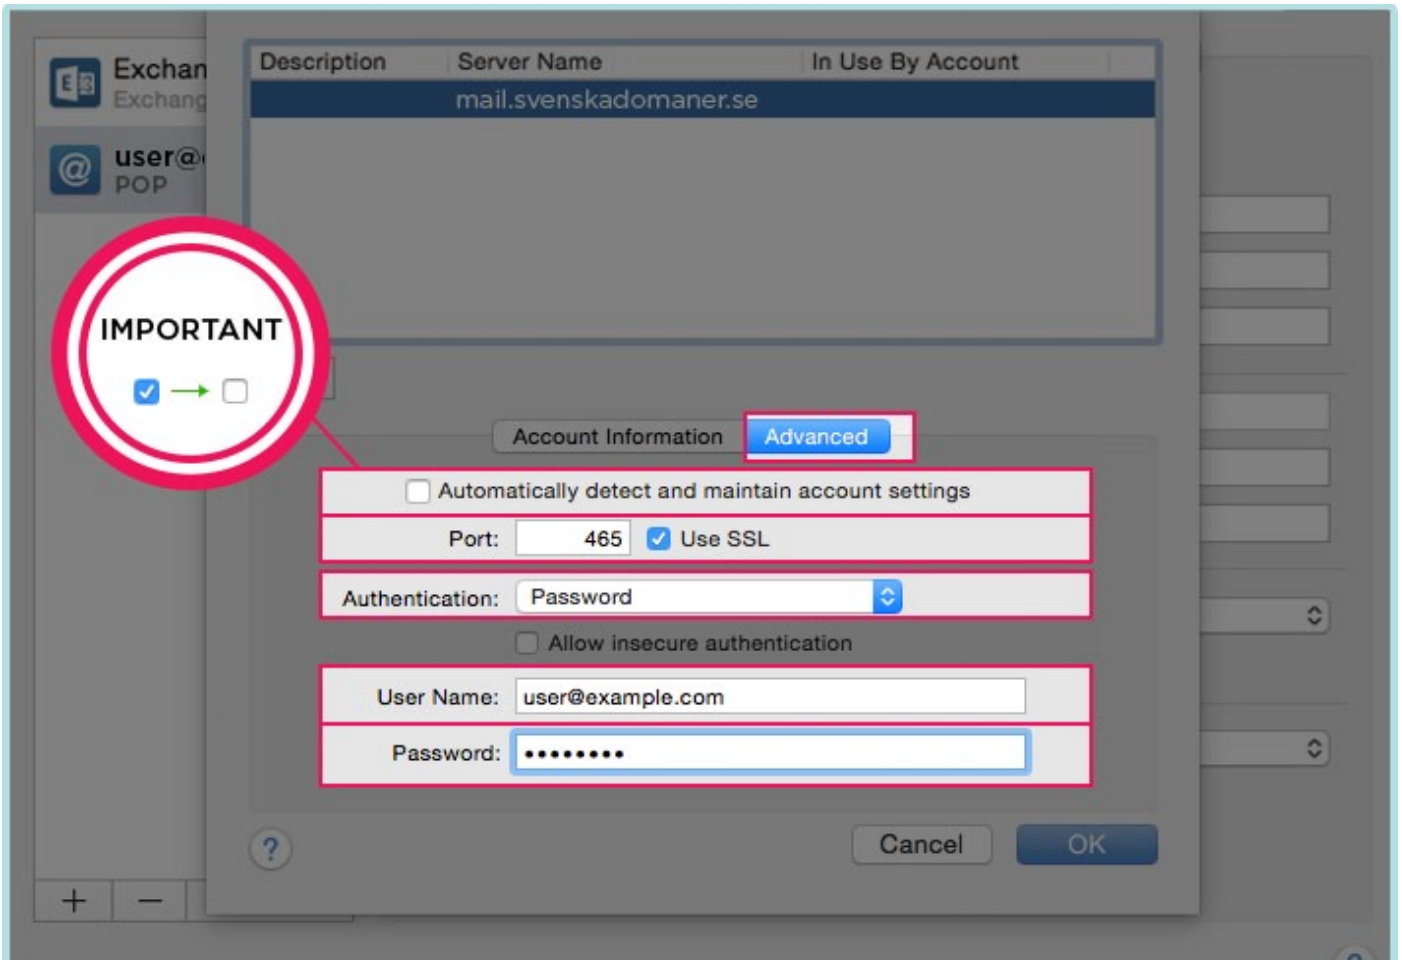 Description Server Name In Use By Account
mail.svenskadomaner.se
Exchan
Exchang
user@
POP
IMPORTANT
Account Information Advanced
Automatically detect and maintain account settings
Port: 465 Use SSL
Authentication: Password
Allow insecure authentication
User Name: user@example.com
Password: ••••••••
? Cancel OK
+ −